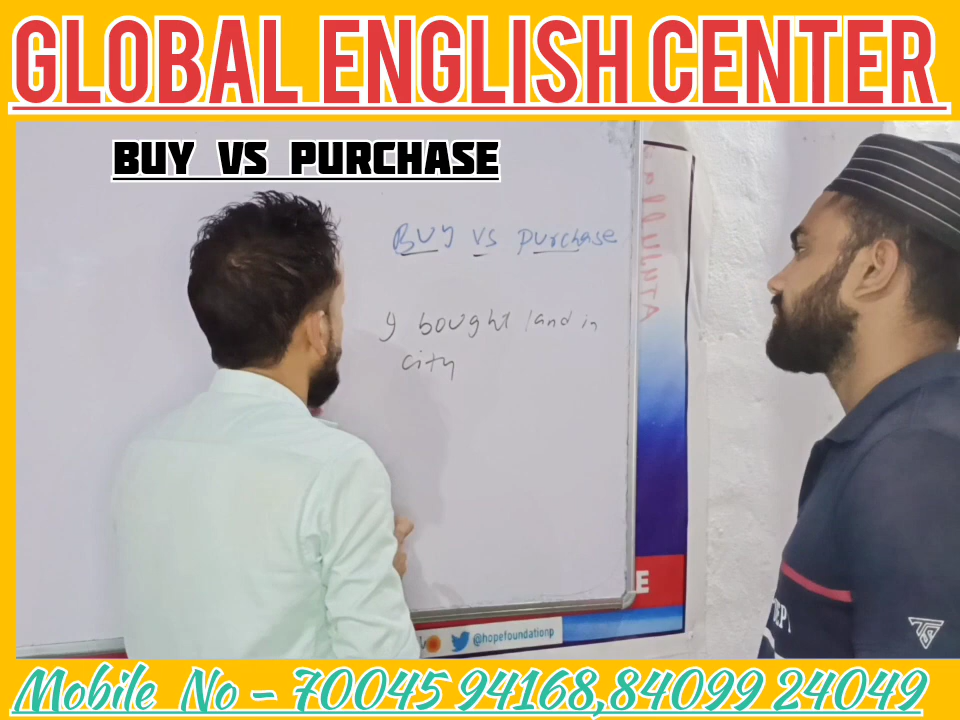 GLOBAL ENGLISH CENTER
BUY VS PURCHASE
BUY vs purchase
I bought land in
city
E
@hopefoundationp
Mobile No - 70045 94168,84099 24049